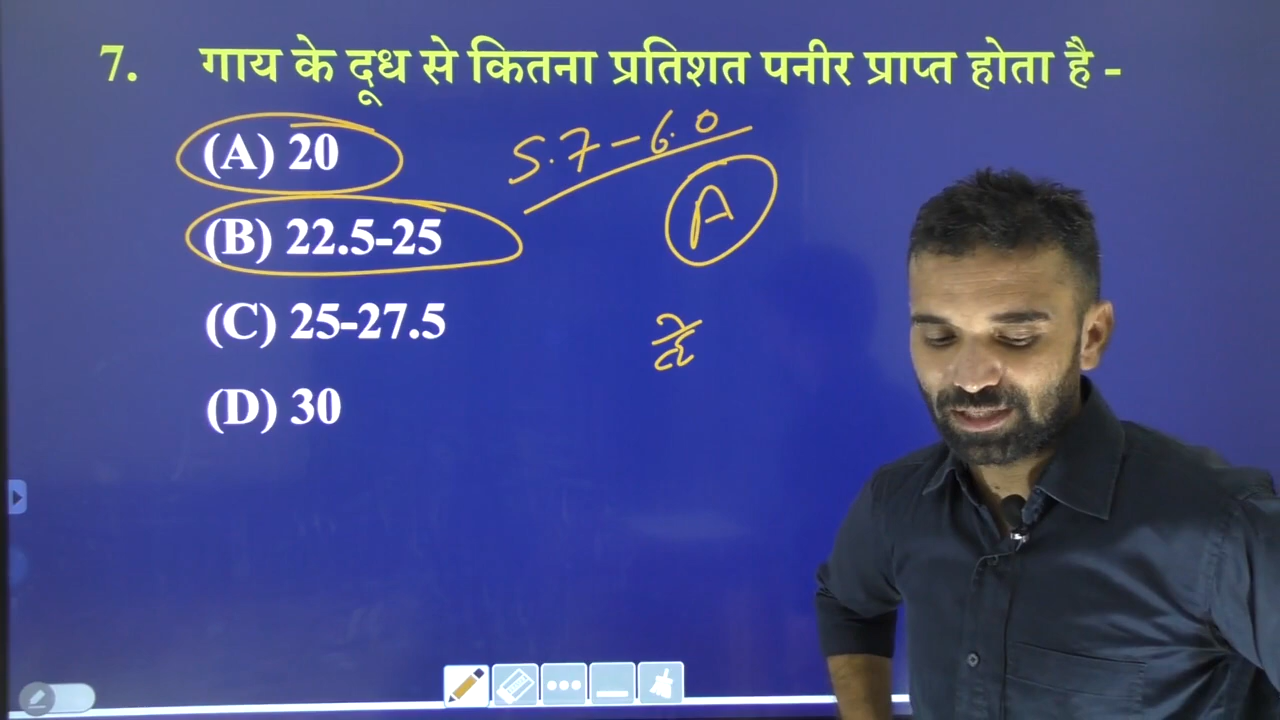 7. गाय के दूध से कितना प्रतिशत पनीर प्राप्त होता है -
(A) 20
5.7-6.0
A
(B) 22.5-25
(C) 25-27.5
(D) 30